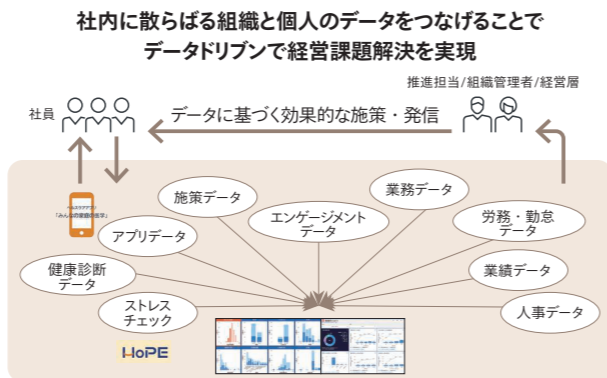 社内に散らばる組織と個人のデータをつなげることで
データドリブンで経営課題解決を実現
推進担当/組織管理者/経営層
社員
データに基づく効果的な施策・発信
施策データ
業務データ
エンゲージメント
データ
労務・勤怠
データ
アプリデータ
健康診断
データ
業績データ
ストレス
チェック
人事データ
HoPE